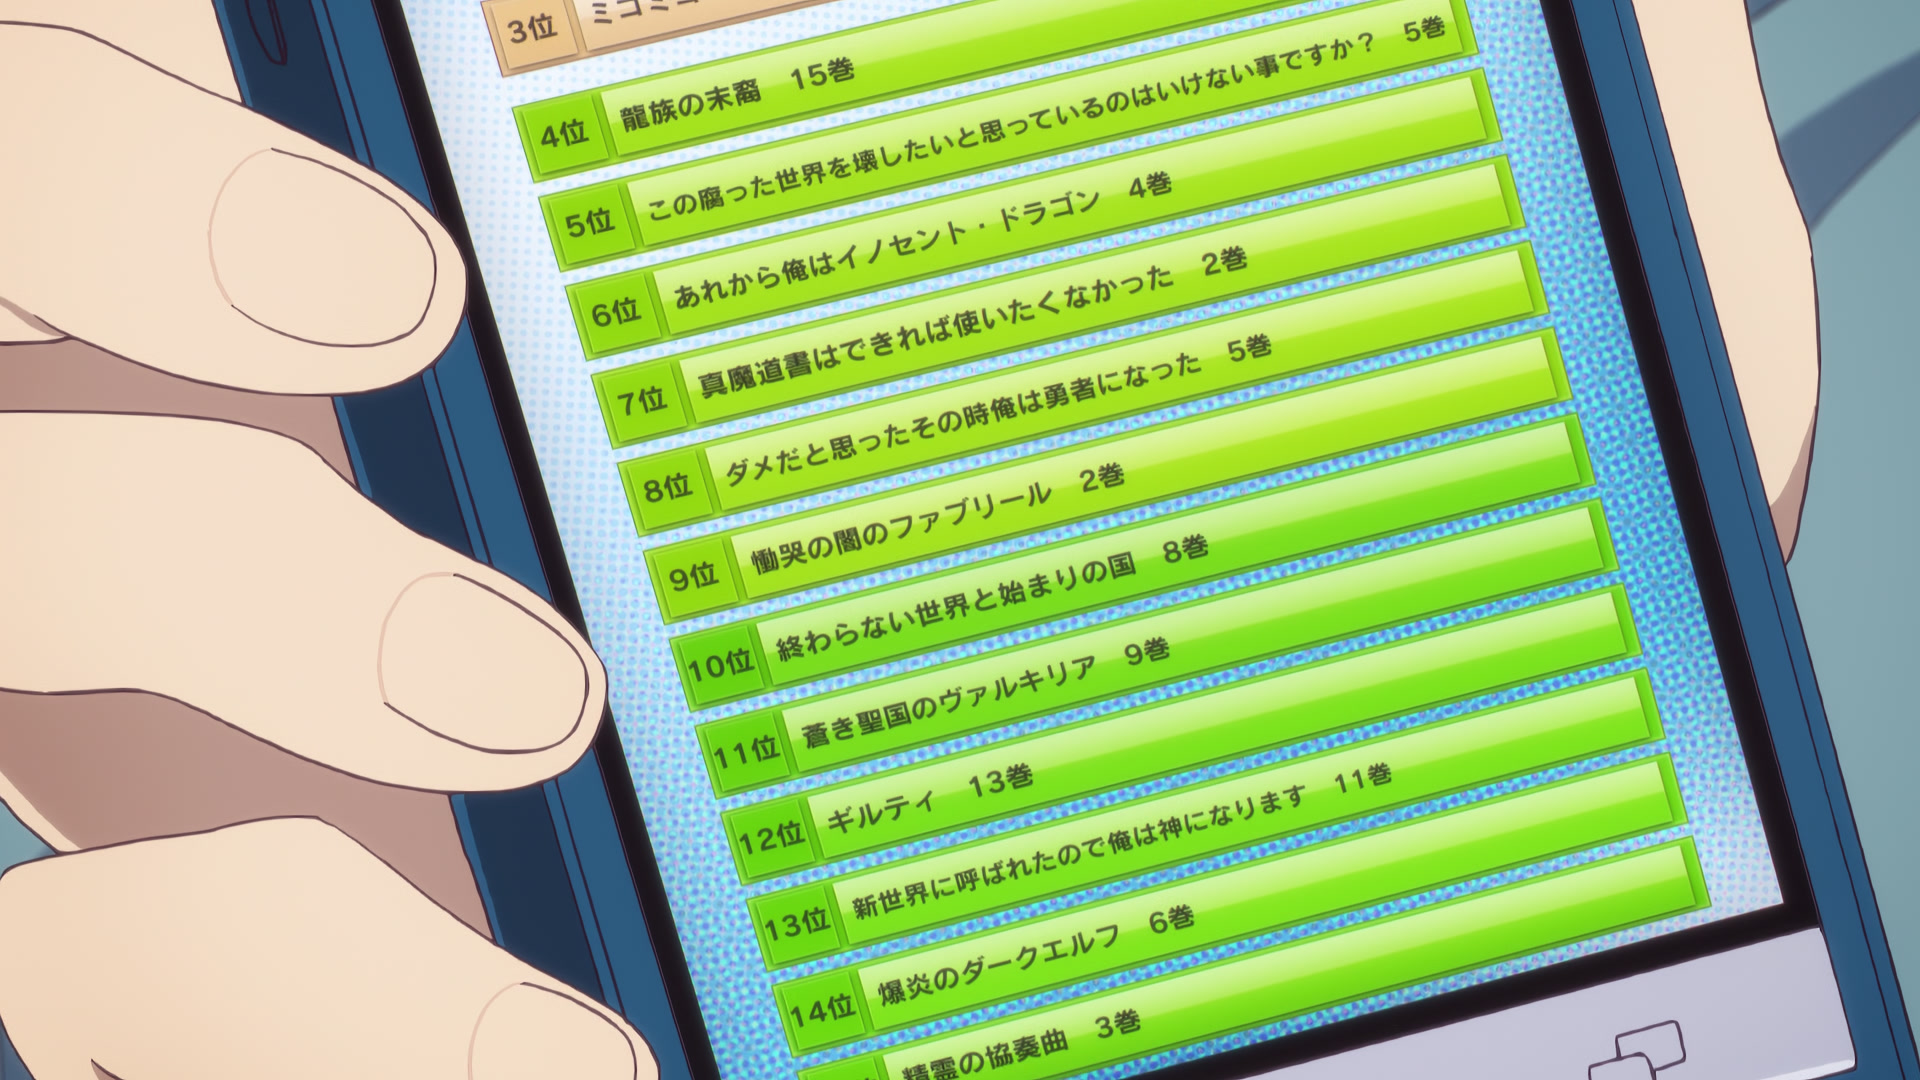 3位 ミコミコ
4位 龍族の末裔 15巻
5位 この腐った世界を壊したいと思っているのはいけない事ですか? 5巻
6位 あれから俺はイノセント・ドラゴン 4巻
7位 真魔道書はできれば使いたくなかった 2巻
8位 ダメだと思ったその時俺は勇者になった 5巻
9位 慟哭の闇のファブリール 2巻
10位 終わらない世界と始まりの国 8巻
11位 蒼き聖国のヴァルキリア 9巻
12位 ギルティ 13巻
13位 新世界に呼ばれたので俺は神になります 11巻
14位 爆炎のダークエルフ 6巻
精霊の協奏曲 3巻